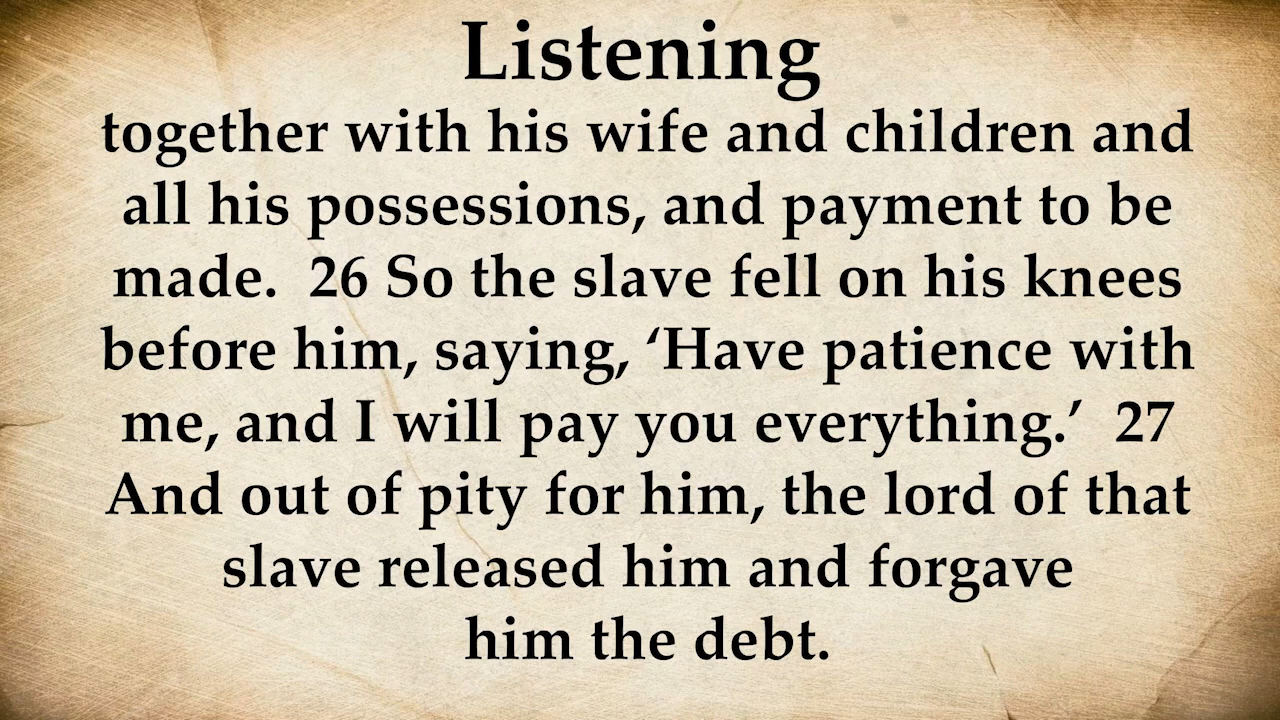 Listening
together with his wife and children and
all his possessions, and payment to be
made.  26 So the slave fell on his knees
before him, saying, ‘Have patience with
me, and I will pay you everything.’  27
And out of pity for him, the lord of that
slave released him and forgave
him the debt.